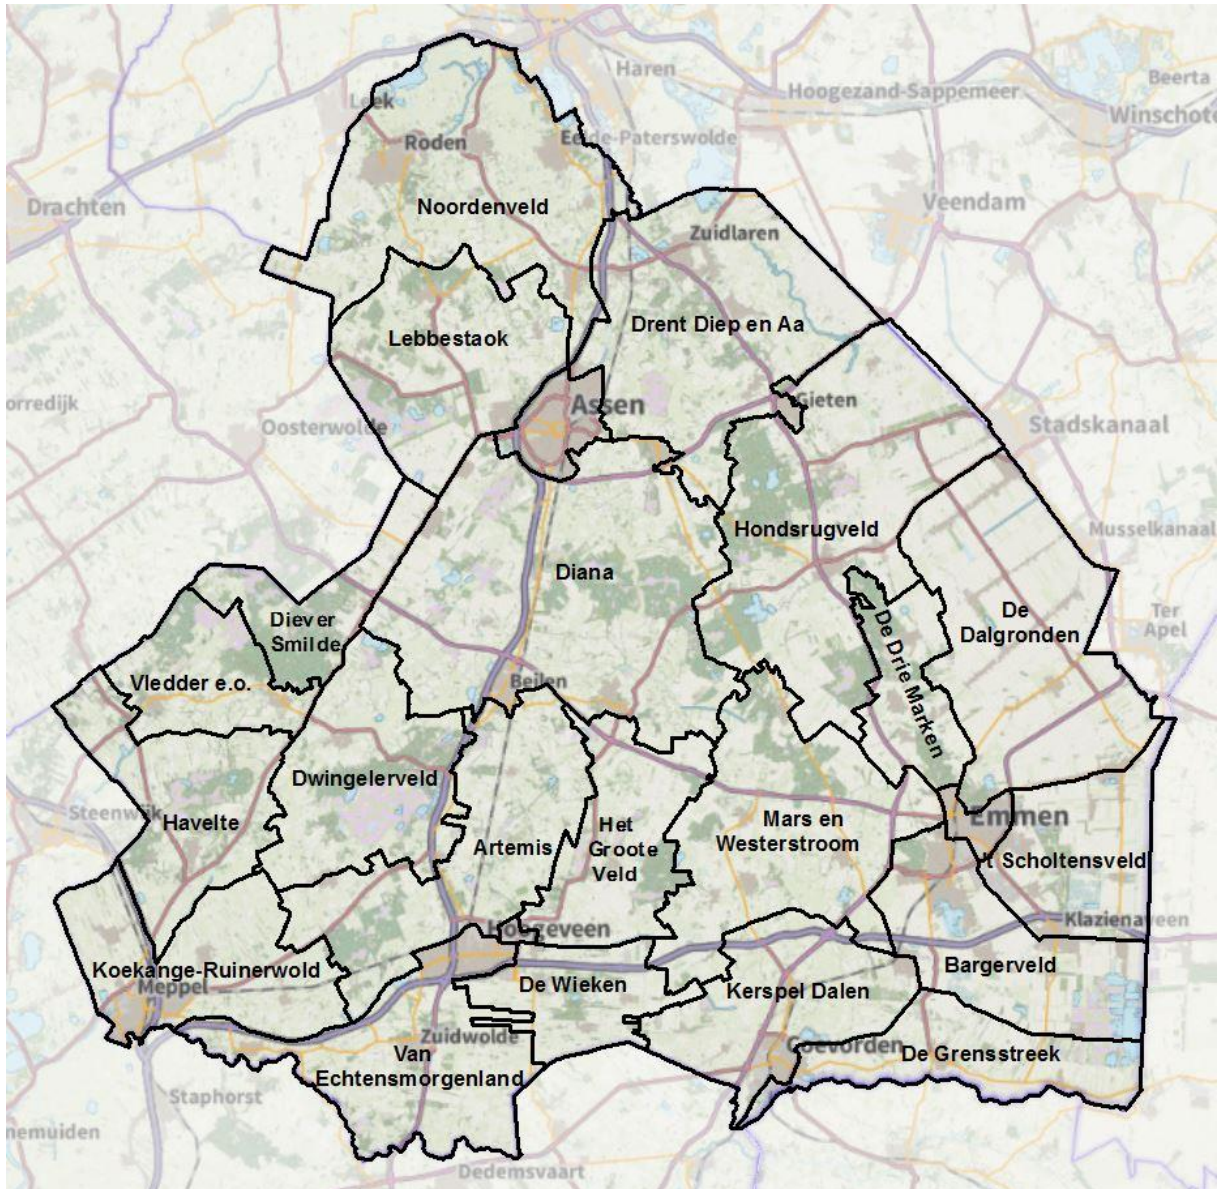 Haren
Beerta
Leek
Hoogezand-Sappemeer
Winschote
Roden
Eelde-Paterswolde
Drachten
Noordenveld
Veendam
Zuidlaren
Lebbestaok
Drent Diep en Aa
orredijk
Assen
Gieten
Oosterwolde
Stadskanaal
Hondsrugveld
Musselkanaal
Diana
Diever
Smilde
De
Dalgronden
Ter
Apel
De Drie Marken
Vledder e.o.
Beilen
Dwingelerveld
Steenwijk
Havelte
Artemis
Het
Groote
Veld
Mars en
Westerstroom
Emmen
't Scholtensveld
Klazienaveen
Hoogeveen
Koekange-Ruinerwold
Meppel
De Wieken
Kerspel Dalen
Bargerveld
Zuidwolde
Van
Echtensmorgenland
Coevorden
De Grensstreek
Staphorst
nemuiden
Dedemsvaart